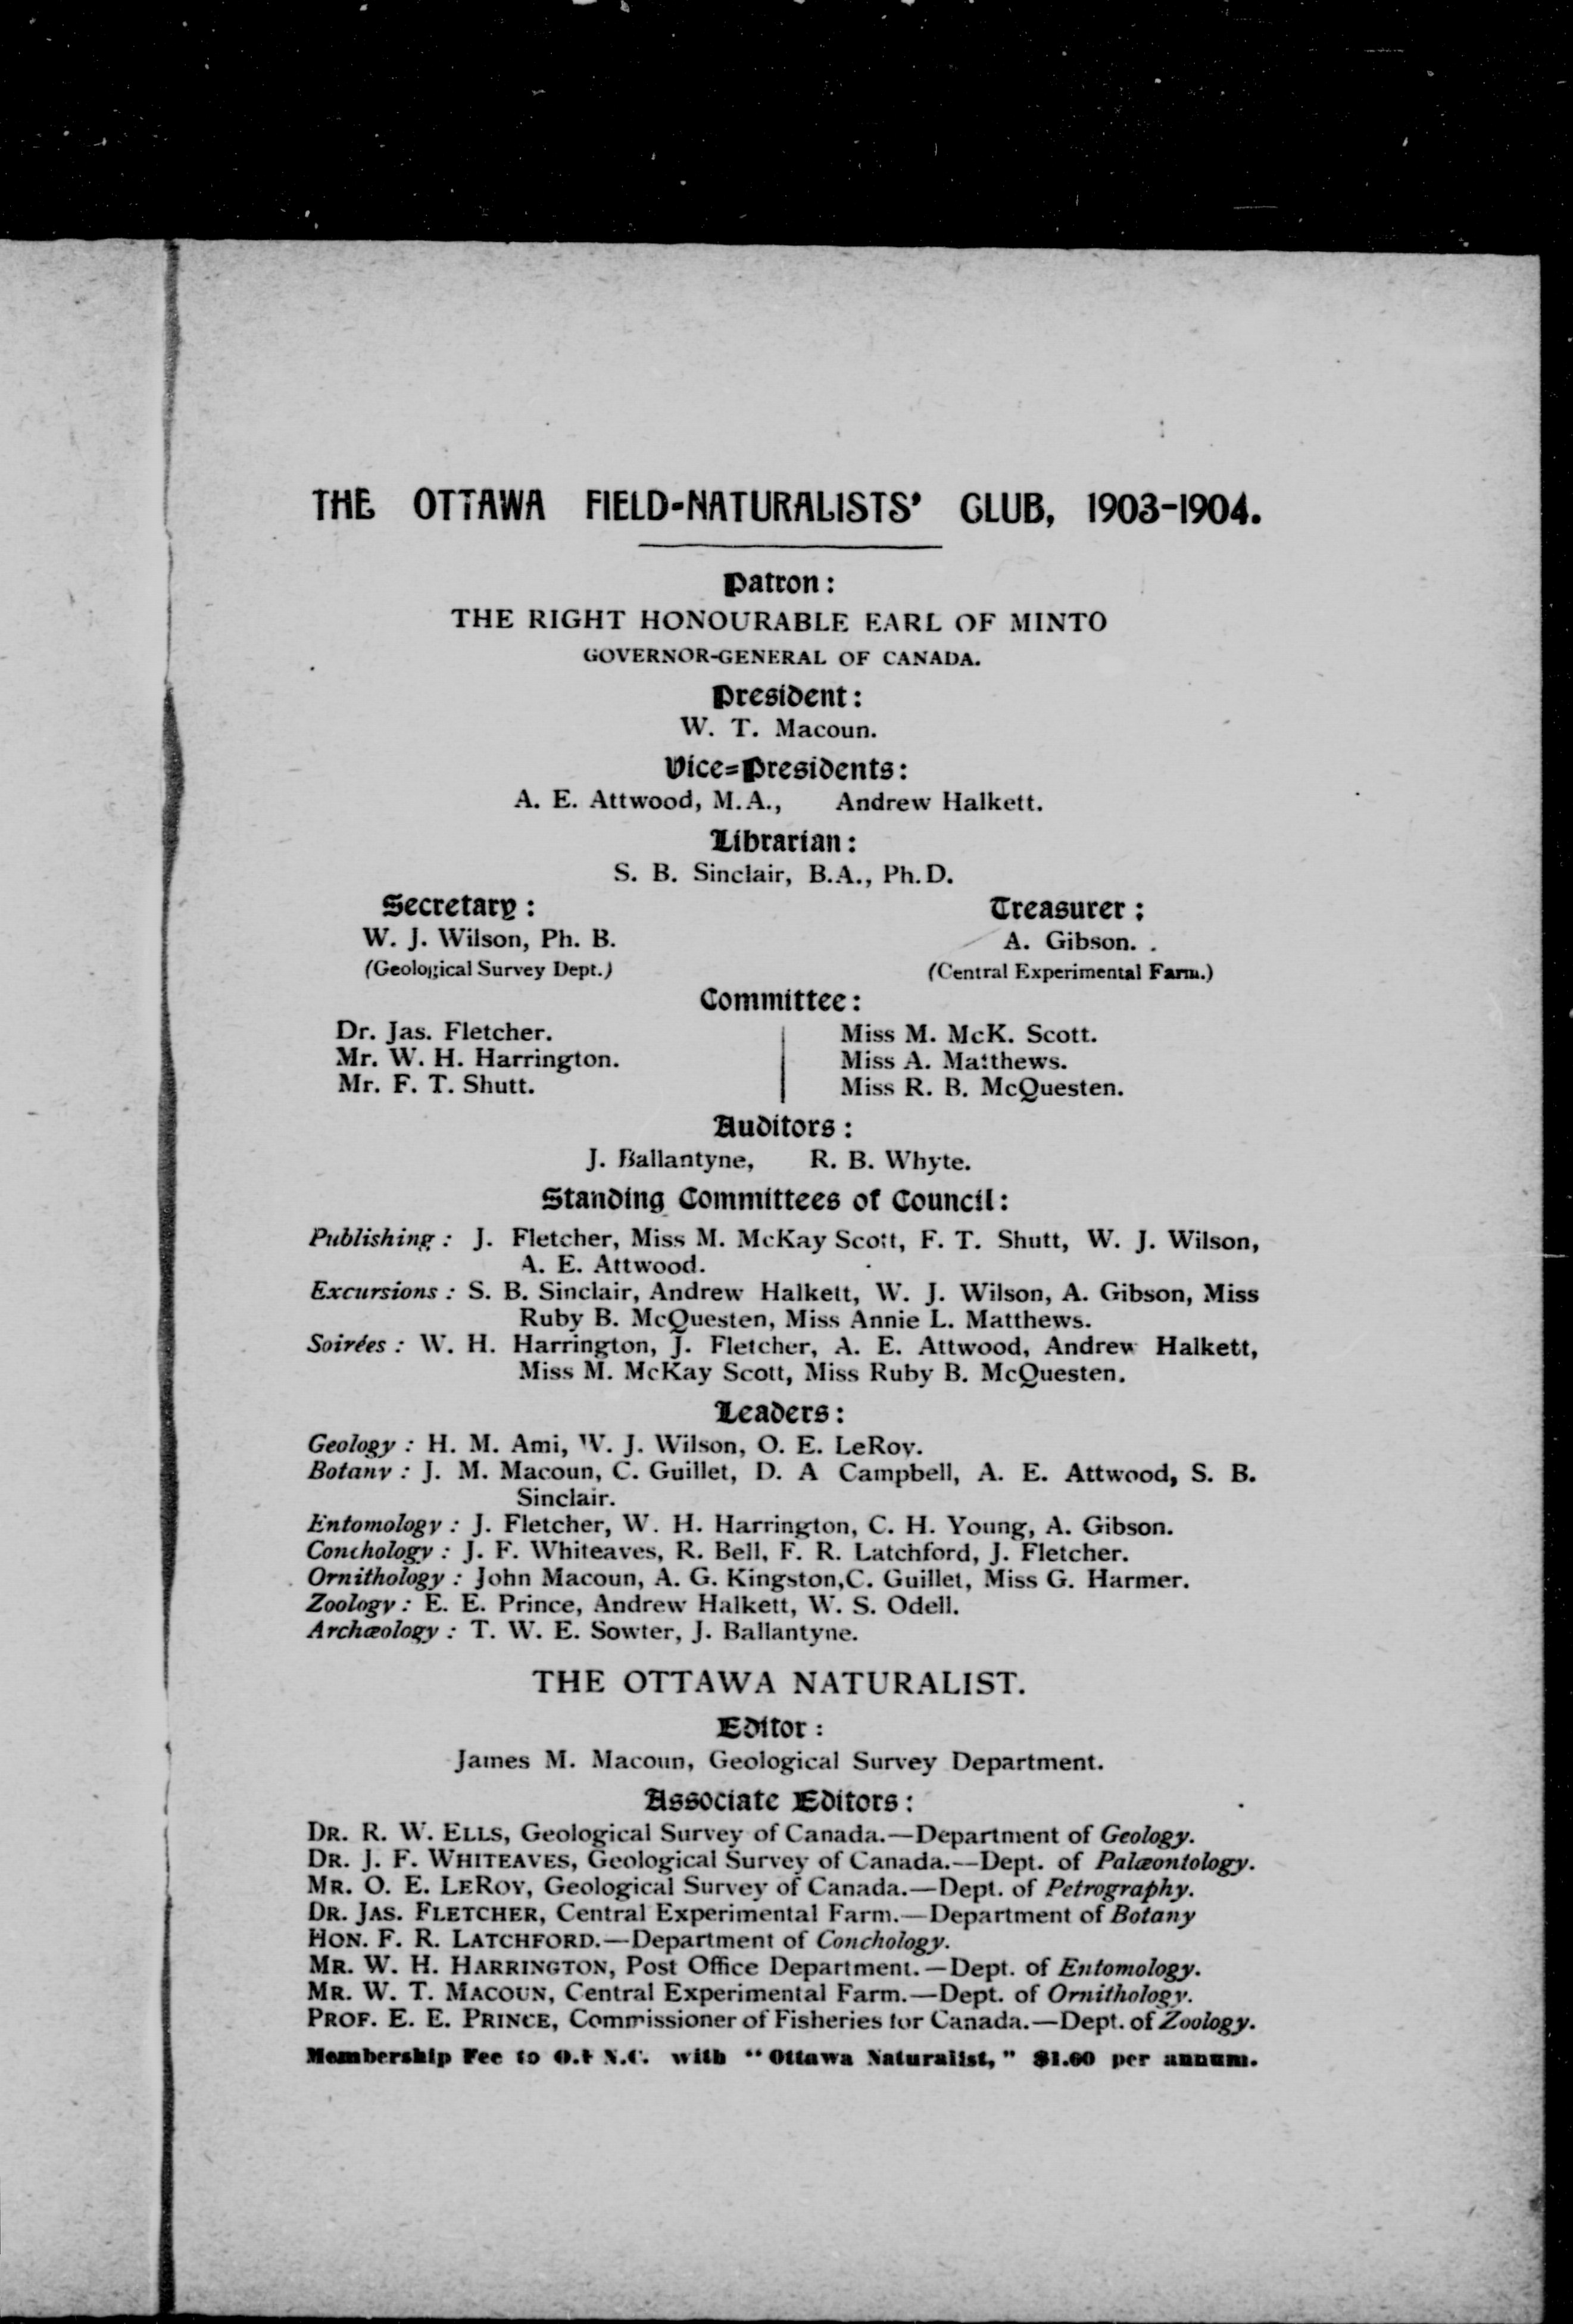 THE OTTAWA FIELD-NATURALISTS' CLUB, 1903-1904.
Patron:
THE RIGHT HONOURABLE EARL OF MINTO
GOVERNOR-GENERAL OF CANADA.
President:
W. T. Macoun.
Vice=Presidents:
A. E. Attwood, M.A., Andrew Halkett.
Librarian:
S. B. Sinclair, B.A., Ph.D.
Secretary: Treasurer:
W. J. Wilson, Ph. B. A. Gibson.
(Geological Survey Dept.) (Central Experimental Farm.)
Committee:
Dr. Jas. Fletcher. Miss M. McK. Scott.
Mr. W. H. Harrington. Miss A. Matthews.
Mr. F. T. Shutt. Miss R. B. McQuesten.
Auditors:
J. Ballantyne, R. B. Whyte.
Standing Committees of Council:
Publishing: J. Fletcher, Miss M. McKay Scott, F. T. Shutt, W. J. Wilson,
A. E. Attwood.
Excursions: S. B. Sinclair, Andrew Halkett, W. J. Wilson, A. Gibson, Miss
Ruby B. McQuesten, Miss Annie L. Matthews.
Soirées: W. H. Harrington, J. Fletcher, A. E. Attwood, Andrew Halkett,
Miss M. McKay Scott, Miss Ruby B. McQuesten.
Leaders:
Geology: H. M. Ami, W. J. Wilson, O. E. LeRoy.
Botany: J. M. Macoun, C. Guillet, D. A Campbell, A. E. Attwood, S. B.
Sinclair.
Entomology: J. Fletcher, W. H. Harrington, C. H. Young, A. Gibson.
Conchology: J. F. Whiteaves, R. Bell, F. R. Latchford, J. Fletcher.
Ornithology: John Macoun, A. G. Kingston,C. Guillet, Miss G. Harmer.
Zoology: E. E. Prince, Andrew Halkett, W. S. Odell.
Archæology: T. W. E. Sowter, J. Ballantyne.
THE OTTAWA NATURALIST.
Editor:
James M. Macoun, Geological Survey Department.
Associate Editors:
DR. R. W. ELLS, Geological Survey of Canada.—Department of Geology.
DR. J. F. WHITEAVES, Geological Survey of Canada.—Dept. of Palæontology.
MR. O. E. LEROY, Geological Survey of Canada.—Dept. of Petrography.
DR. JAS. FLETCHER, Central Experimental Farm.—Department of Botany
HON. F. R. LATCHFORD.—Department of Conchology.
MR. W. H. HARRINGTON, Post Office Department.—Dept. of Entomology.
MR. W. T. MACOUN, Central Experimental Farm.—Dept. of Ornithology.
PROF. E. E. PRINCE, Commissioner of Fisheries for Canada.—Dept. of Zoology.
Membership Fee to O.F N.C. with "Ottawa Naturalist," $1.00 per annum.